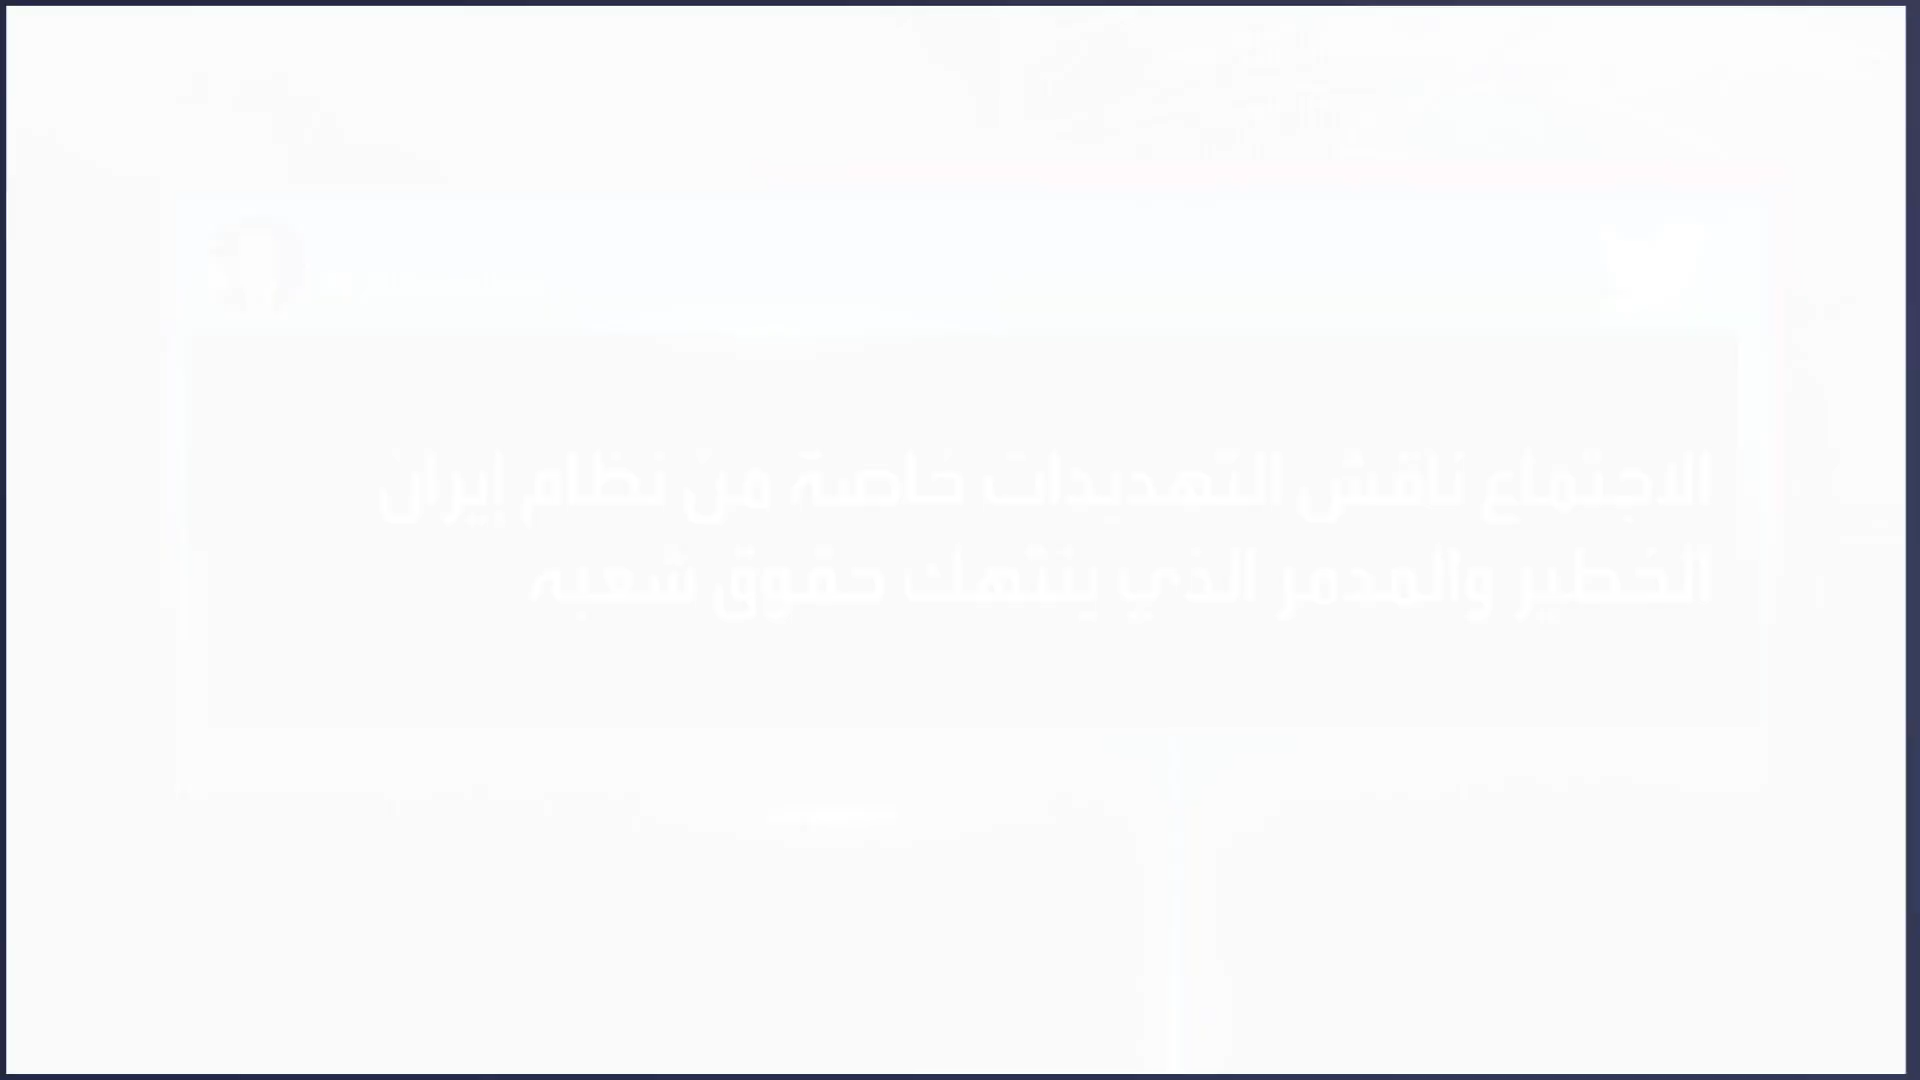 الاجتماع ناقش التهديدات خاصة من نظام إيران
الخطير والمدمر الذي ينتهك حقوق شعبه